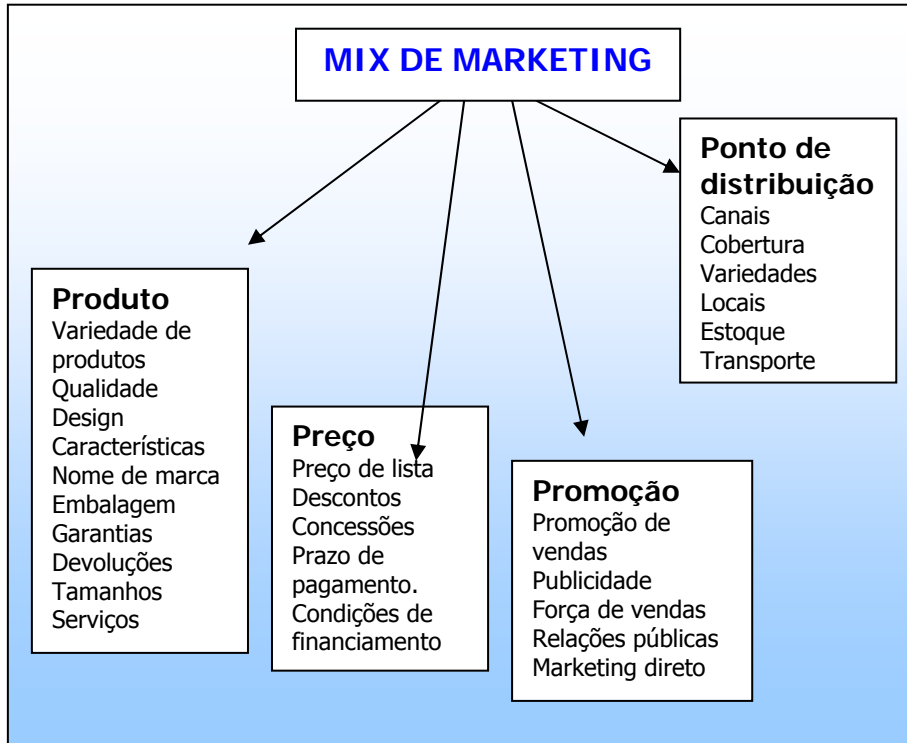 MIX DE MARKETING
Ponto de
distribuição
Canais
Cobertura
Variedades
Locais
Estoque
Transporte
Produto
Variedade de
produtos
Qualidade
Design
Características
Nome de marca
Embalagem
Garantias
Devoluções
Tamanhos
Serviços
Preço
Preço de lista
Descontos
Concessões
Prazo de
pagamento.
Condições de
financiamento
Promoção
Promoção de
vendas
Publicidade
Força de vendas
Relações públicas
Marketing direto